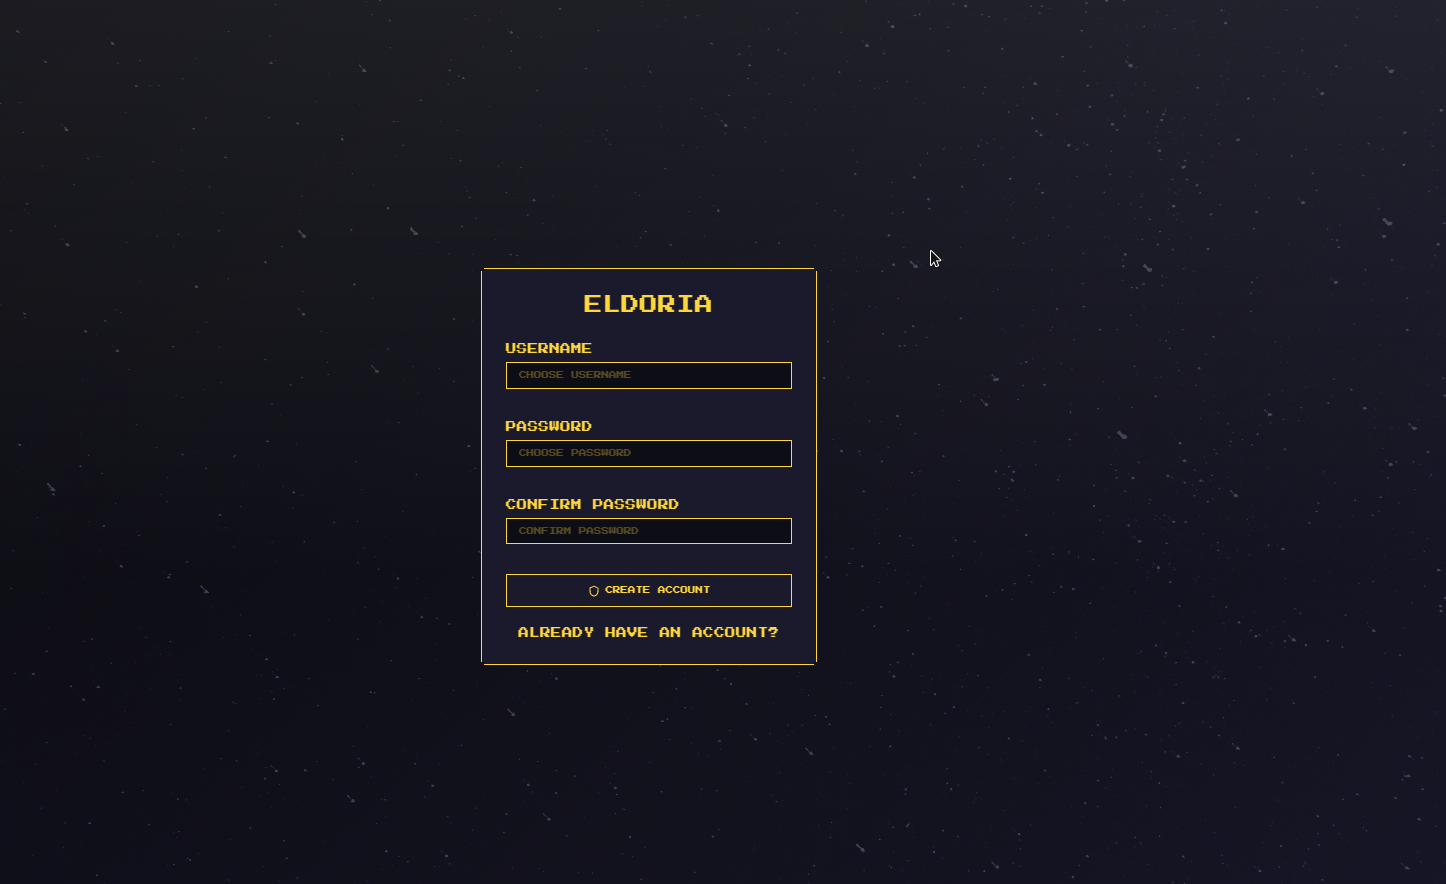 ELDORIA
USERNAME
CHOOSE USERNAME
PASSWORD
CHOOSE PASSWORD
CONFIRM PASSWORD
CONFIRM PASSWORD
CREATE ACCOUNT
ALREADY HAVE AN ACCOUNT?